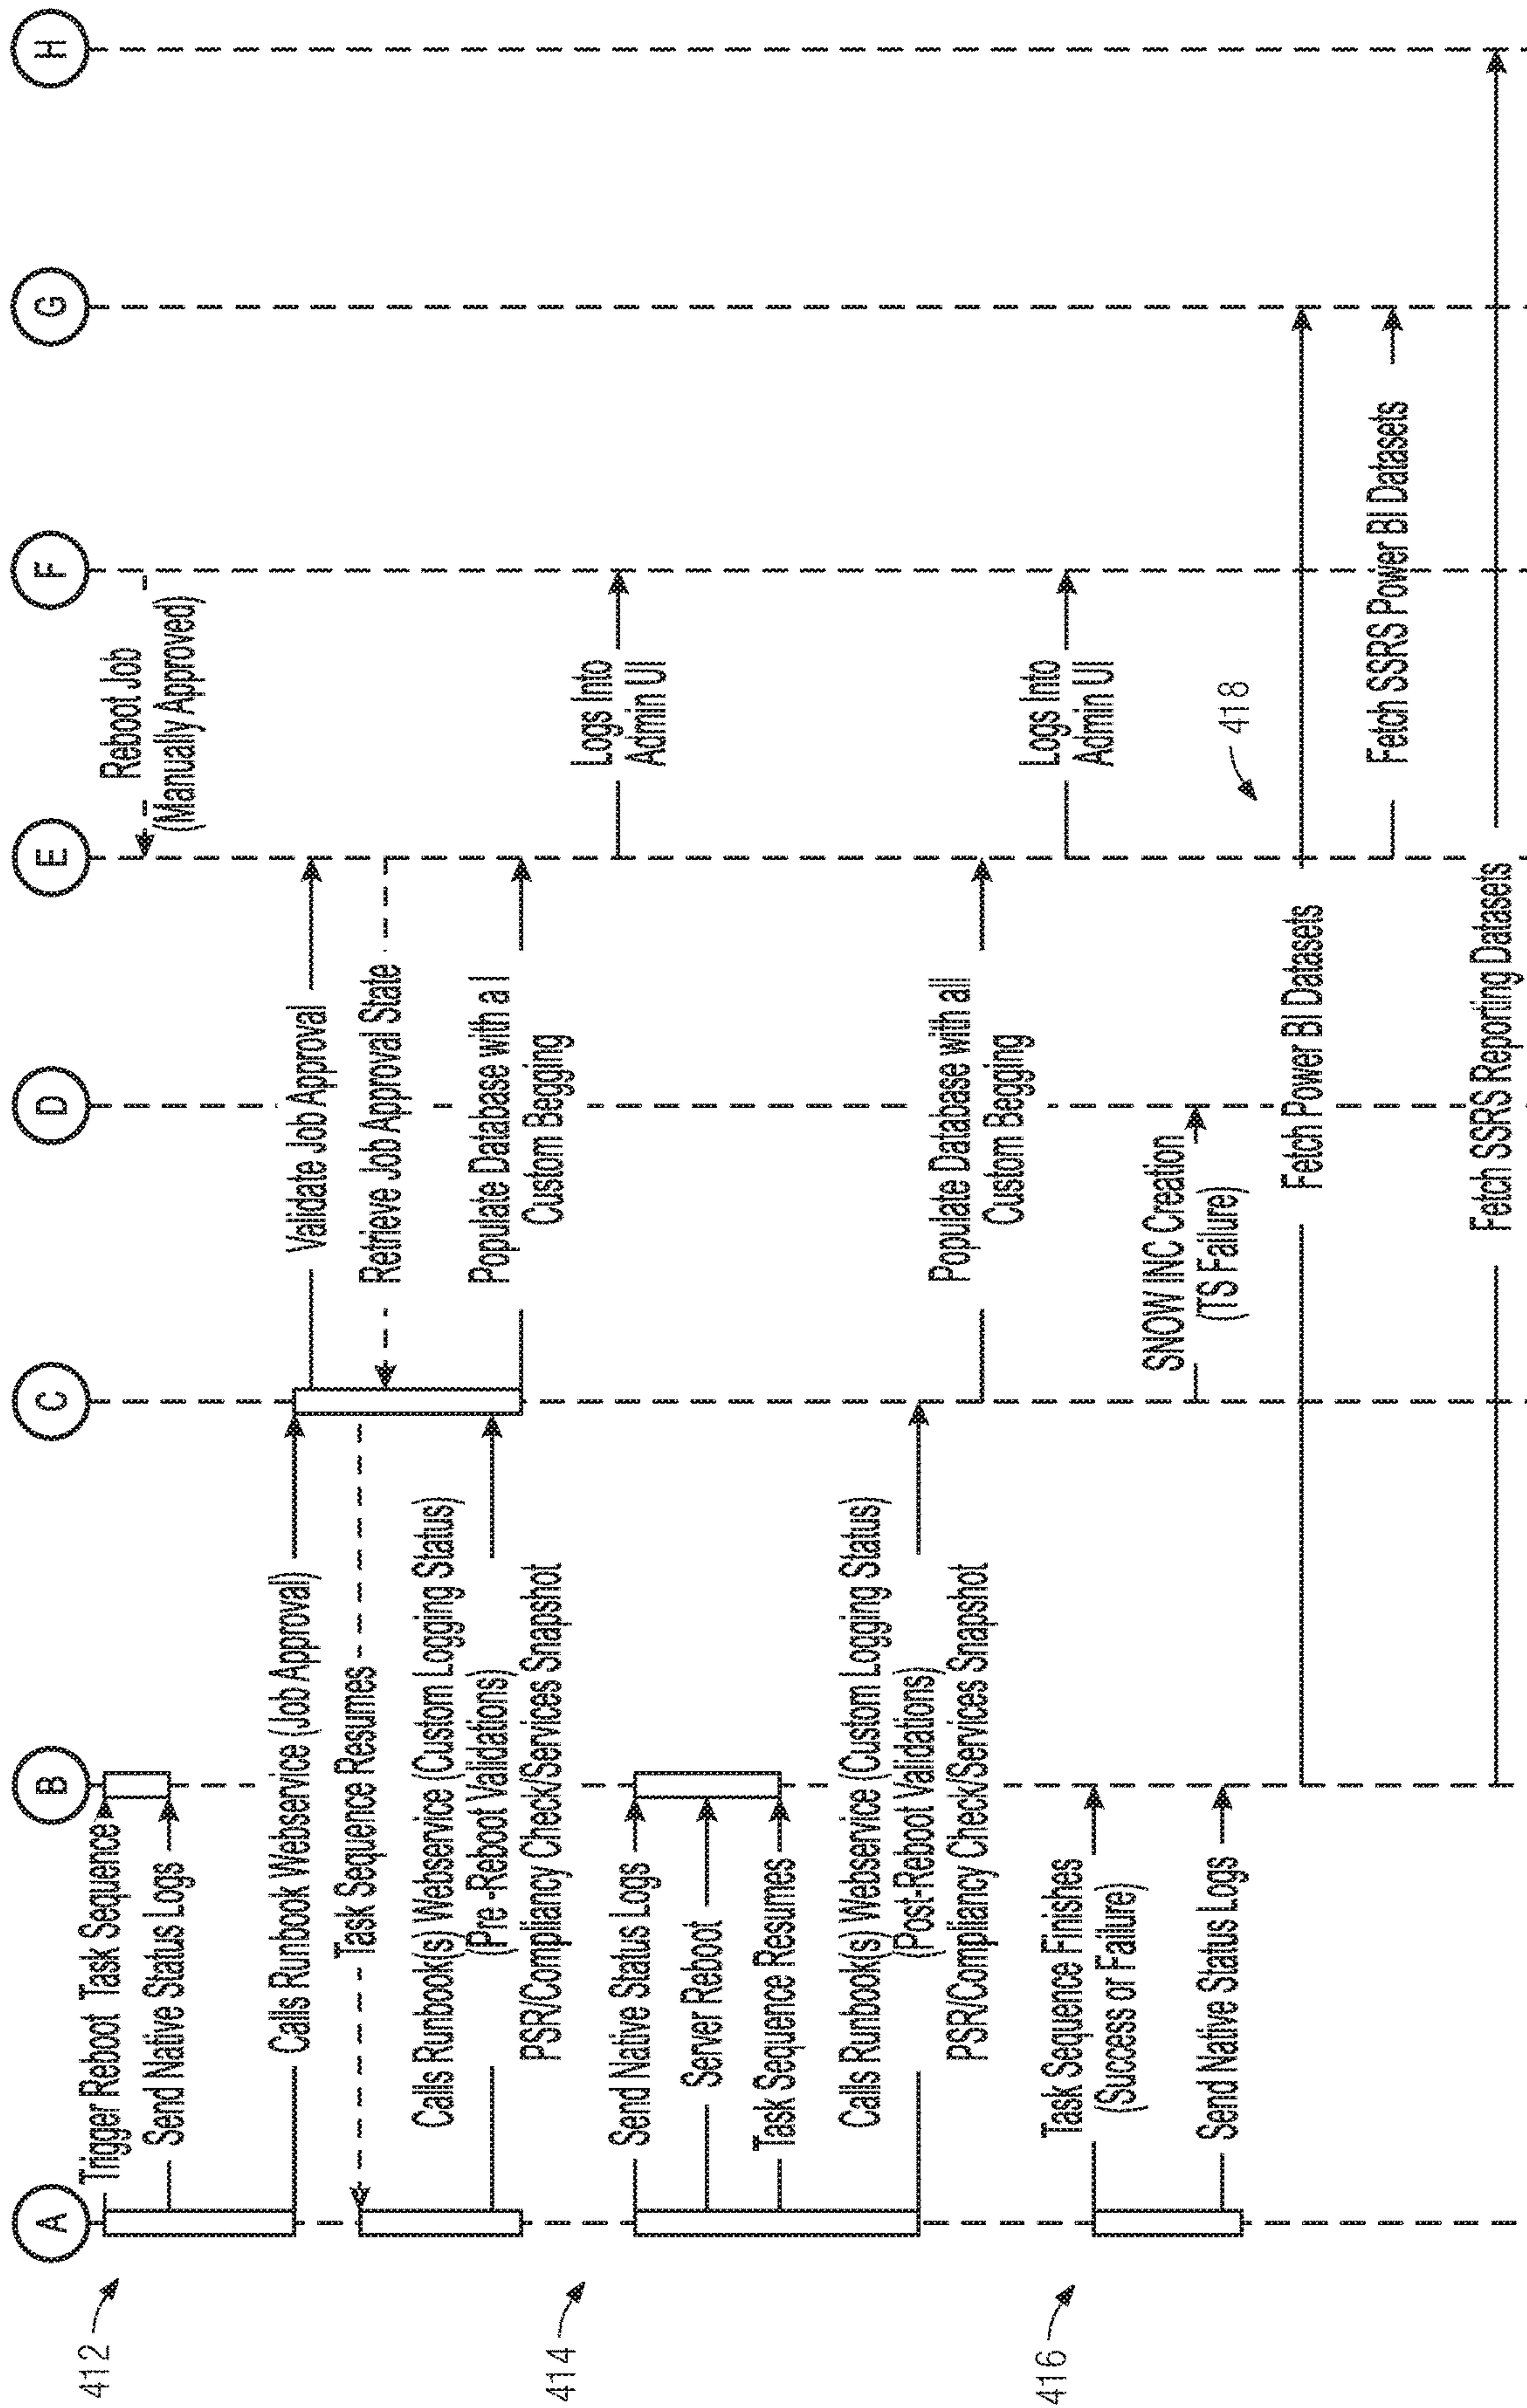 A
B
C
D
E
F
G
H
412
Trigger Reboot Task Sequence
Send Native Status Logs
Reboot Job
(Manually Approved)
Calls Runbook Webservice (Job Approval)
Validate Job Approval
Task Sequence Resumes
Retrieve Job Approval State
Calls Runbook(s) Webservice (Custom Logging Status)
(Pre-Reboot Validations)
PSR/Compliancy Check/Services Snapshot
Populate Database with a l
Custom Begging
414
Send Native Status Logs
Server Reboot
Task Sequence Resumes
Logs Into
Admin UI
Calls Runbook(s) Webservice (Custom Logging Status)
(Post-Reboot Validations)
PSR/Compliancy Check/Services Snapshot
Populate Database with all
Custom Begging
Logs Into
Admin UI
416
Task Sequence Finishes
(Success or Failure)
Send Native Status Logs
SNOW INC Creation
(TS Failure)
418
Fetch Power BI Datasets
Fetch SSRS Power BI Datasets
Fetch SSRS Reporting Datasets